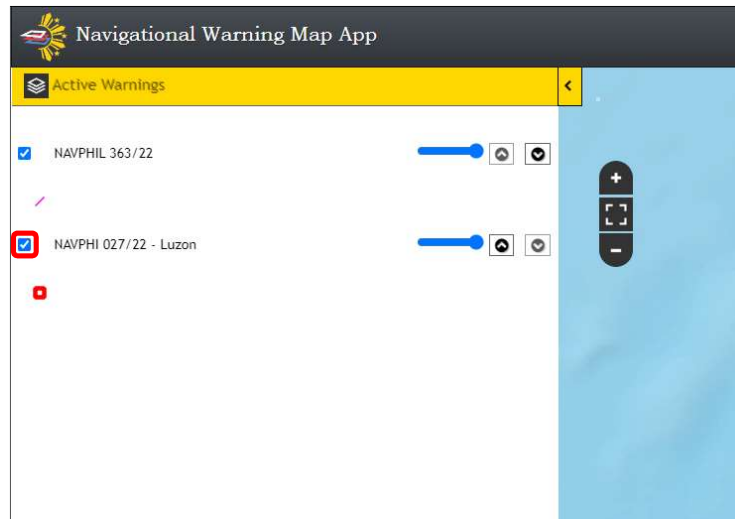 Navigational Warning Map App
Active Warnings
NAVPHIL 363/22
NAVPHI 027/22 - Luzon